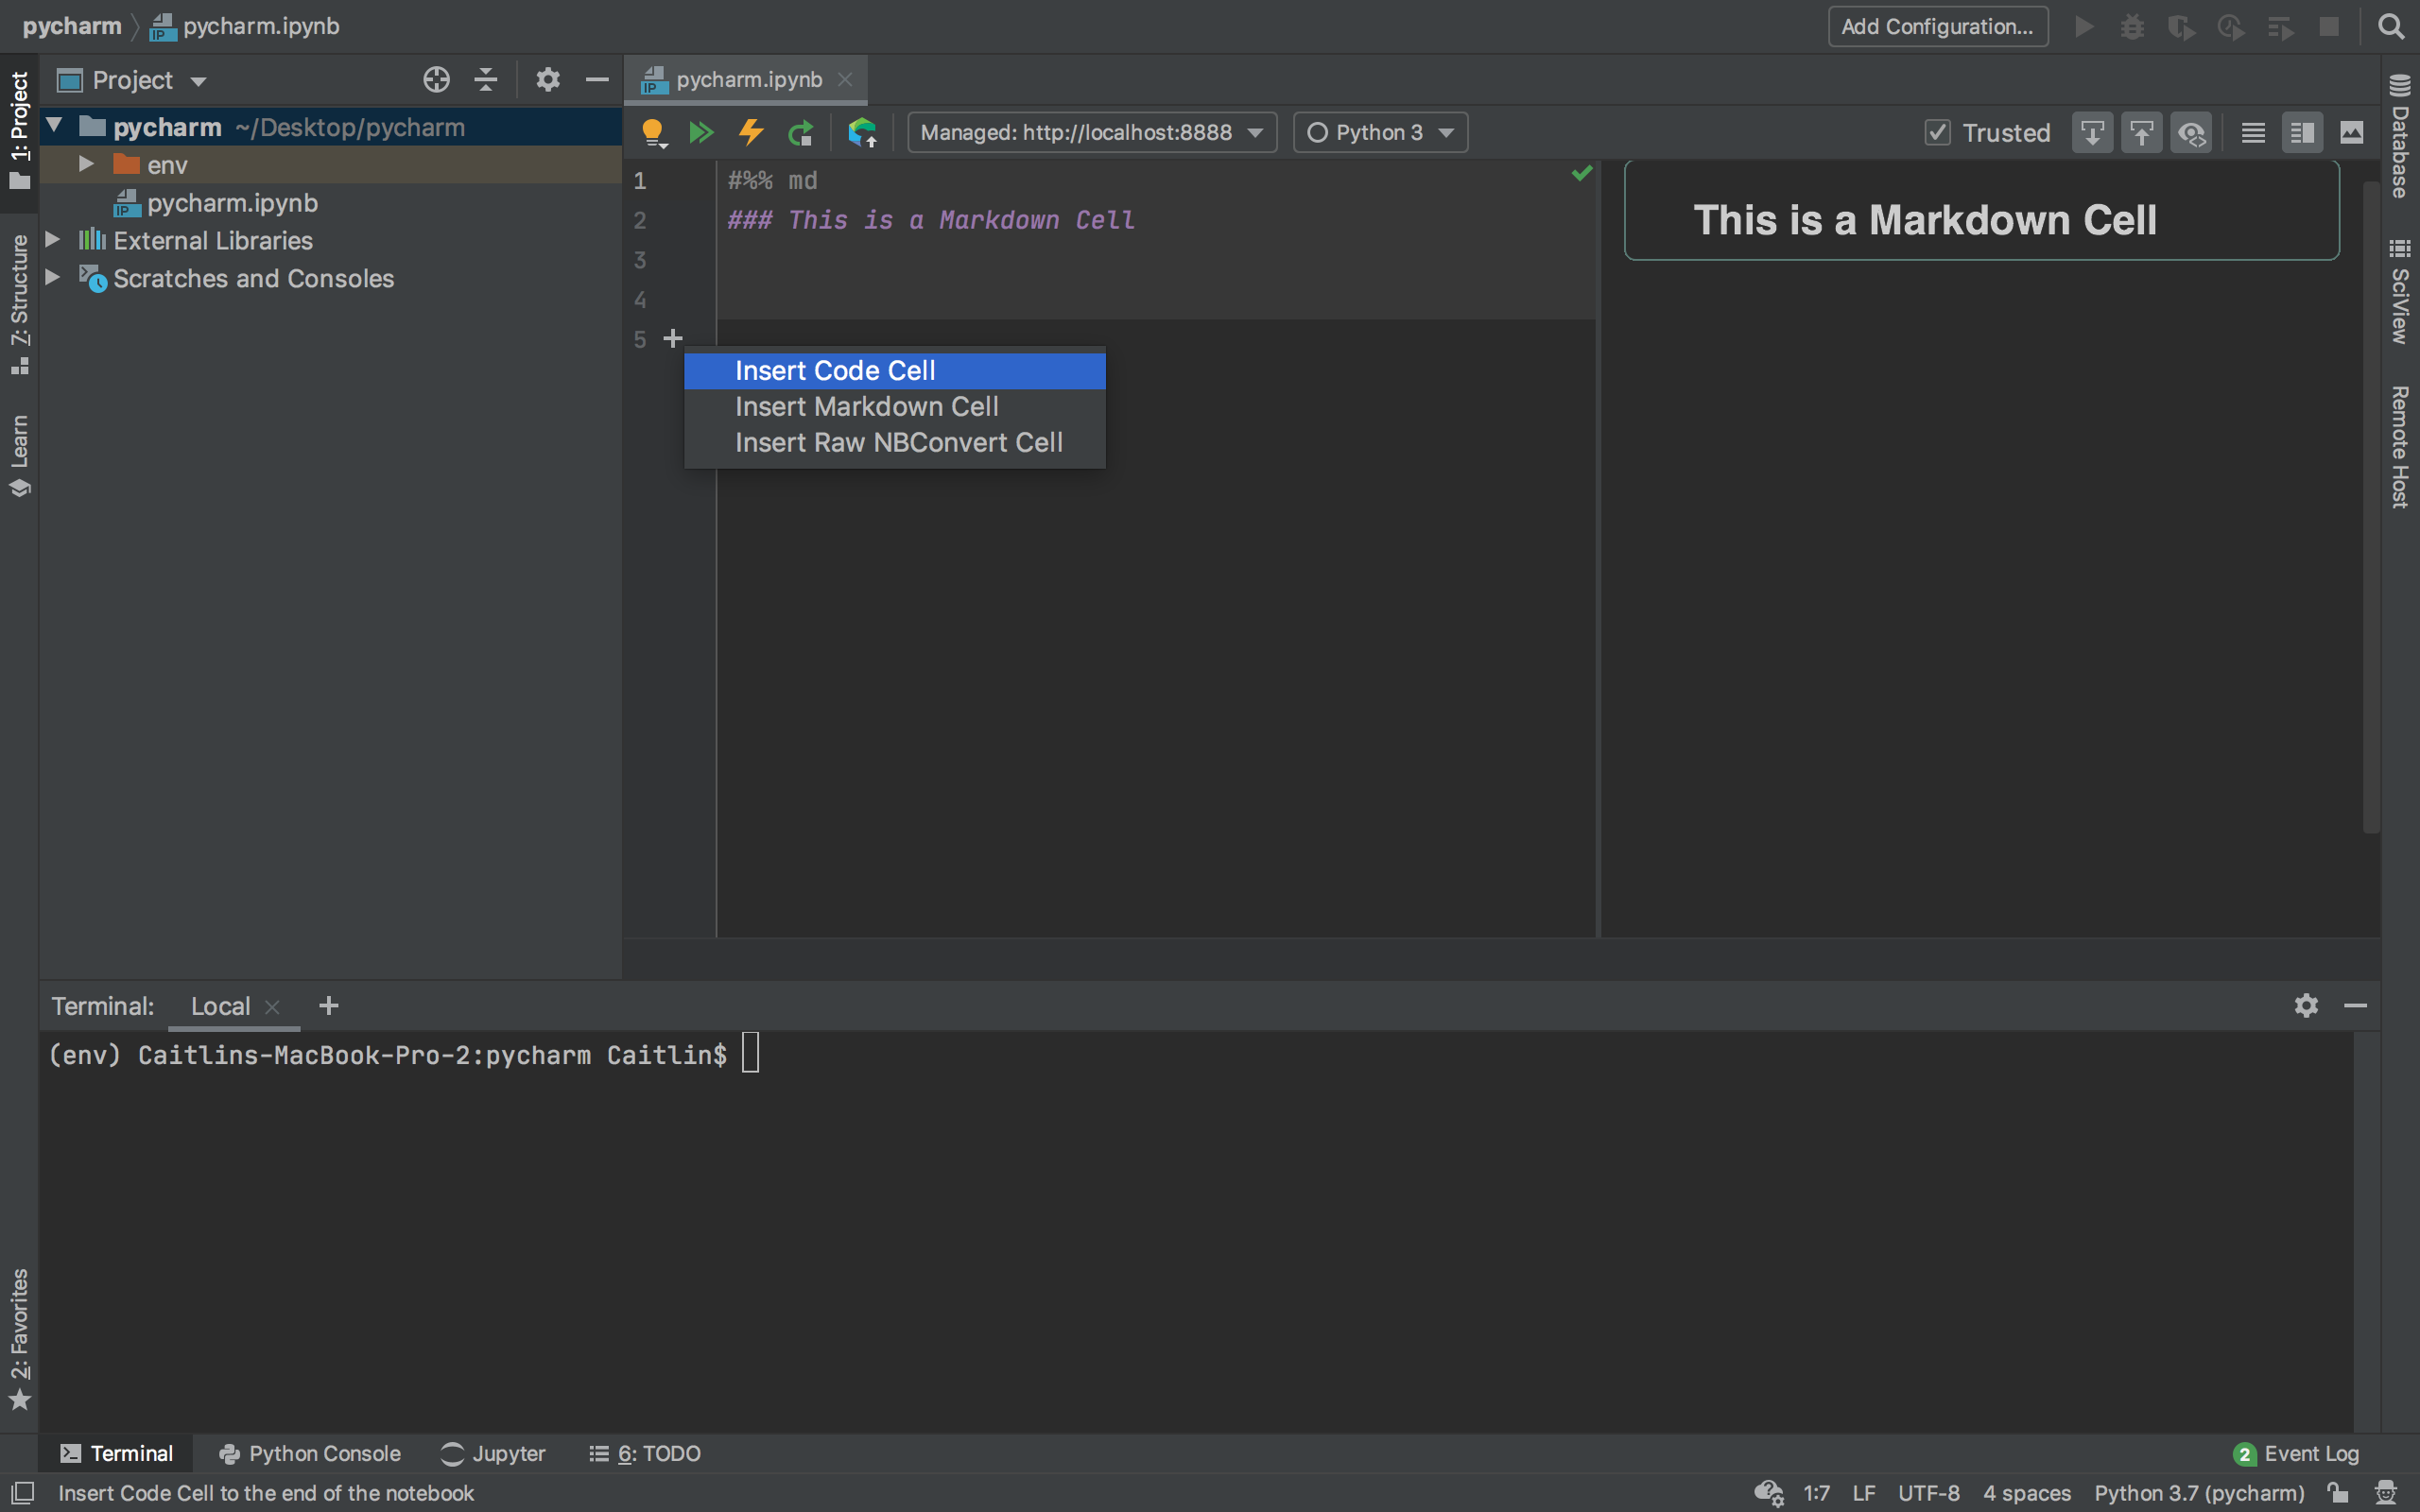 pycharm pycharm.ipynb Add Configuration...
1: Project
7: Structure
Learn
2: Favorites
Project
pycharm ~/Desktop/pycharm
env
pycharm.ipynb
External Libraries
Scratches and Consoles
pycharm.ipynb
Managed: http://localhost:8888 Python 3 Trusted
1 #%% md
2 ### This is a Markdown Cell
3
4
5
Insert Code Cell
Insert Markdown Cell
Insert Raw NBConvert Cell
This is a Markdown Cell
Database
SciView
Remote Host
Terminal: Local
(env) Caitlins-MacBook-Pro-2:pycharm Caitlin$
Terminal Python Console Jupyter 6: TODO 2 Event Log
Insert Code Cell to the end of the notebook 1:7 LF UTF-8 4 spaces Python 3.7 (pycharm)